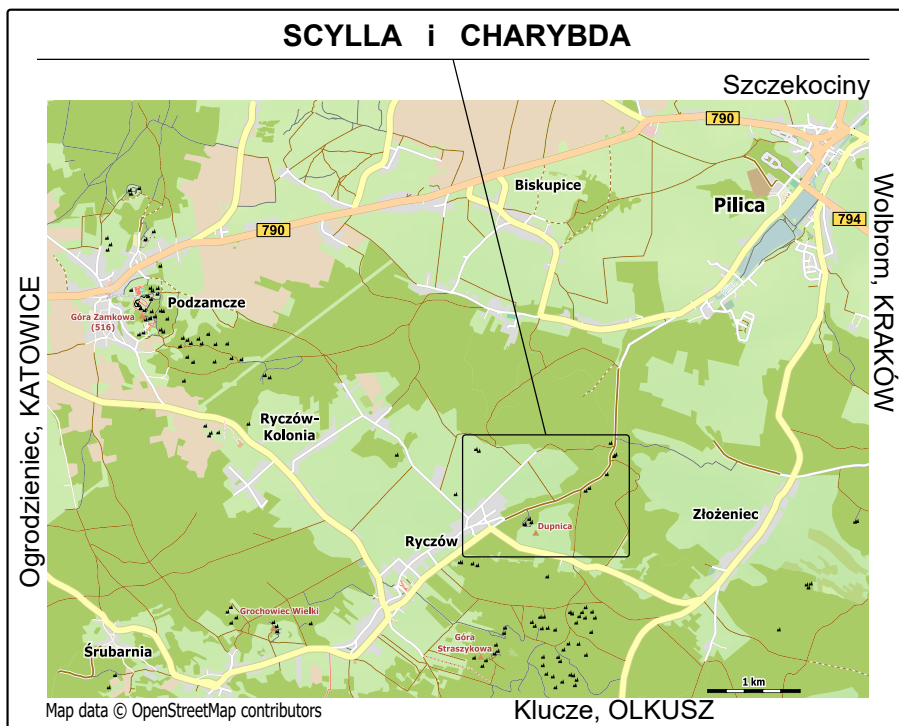 SCYLLA i CHARYBDA
Szczekociny
790
Biskupice
Pilica
Wolbrom, KRAKÓW
794
790
Podzamcze
Góra Zamkowa
(516)
Ogrodzieniec, KATOWICE
Ryczów-
Kolonia
Złożeniec
Dupnica
Ryczów
Grochowiec Wielki
Góra
Straszykowa
Śrubarnia
1 km
Map data © OpenStreetMap contributors
Klucze, OLKUSZ